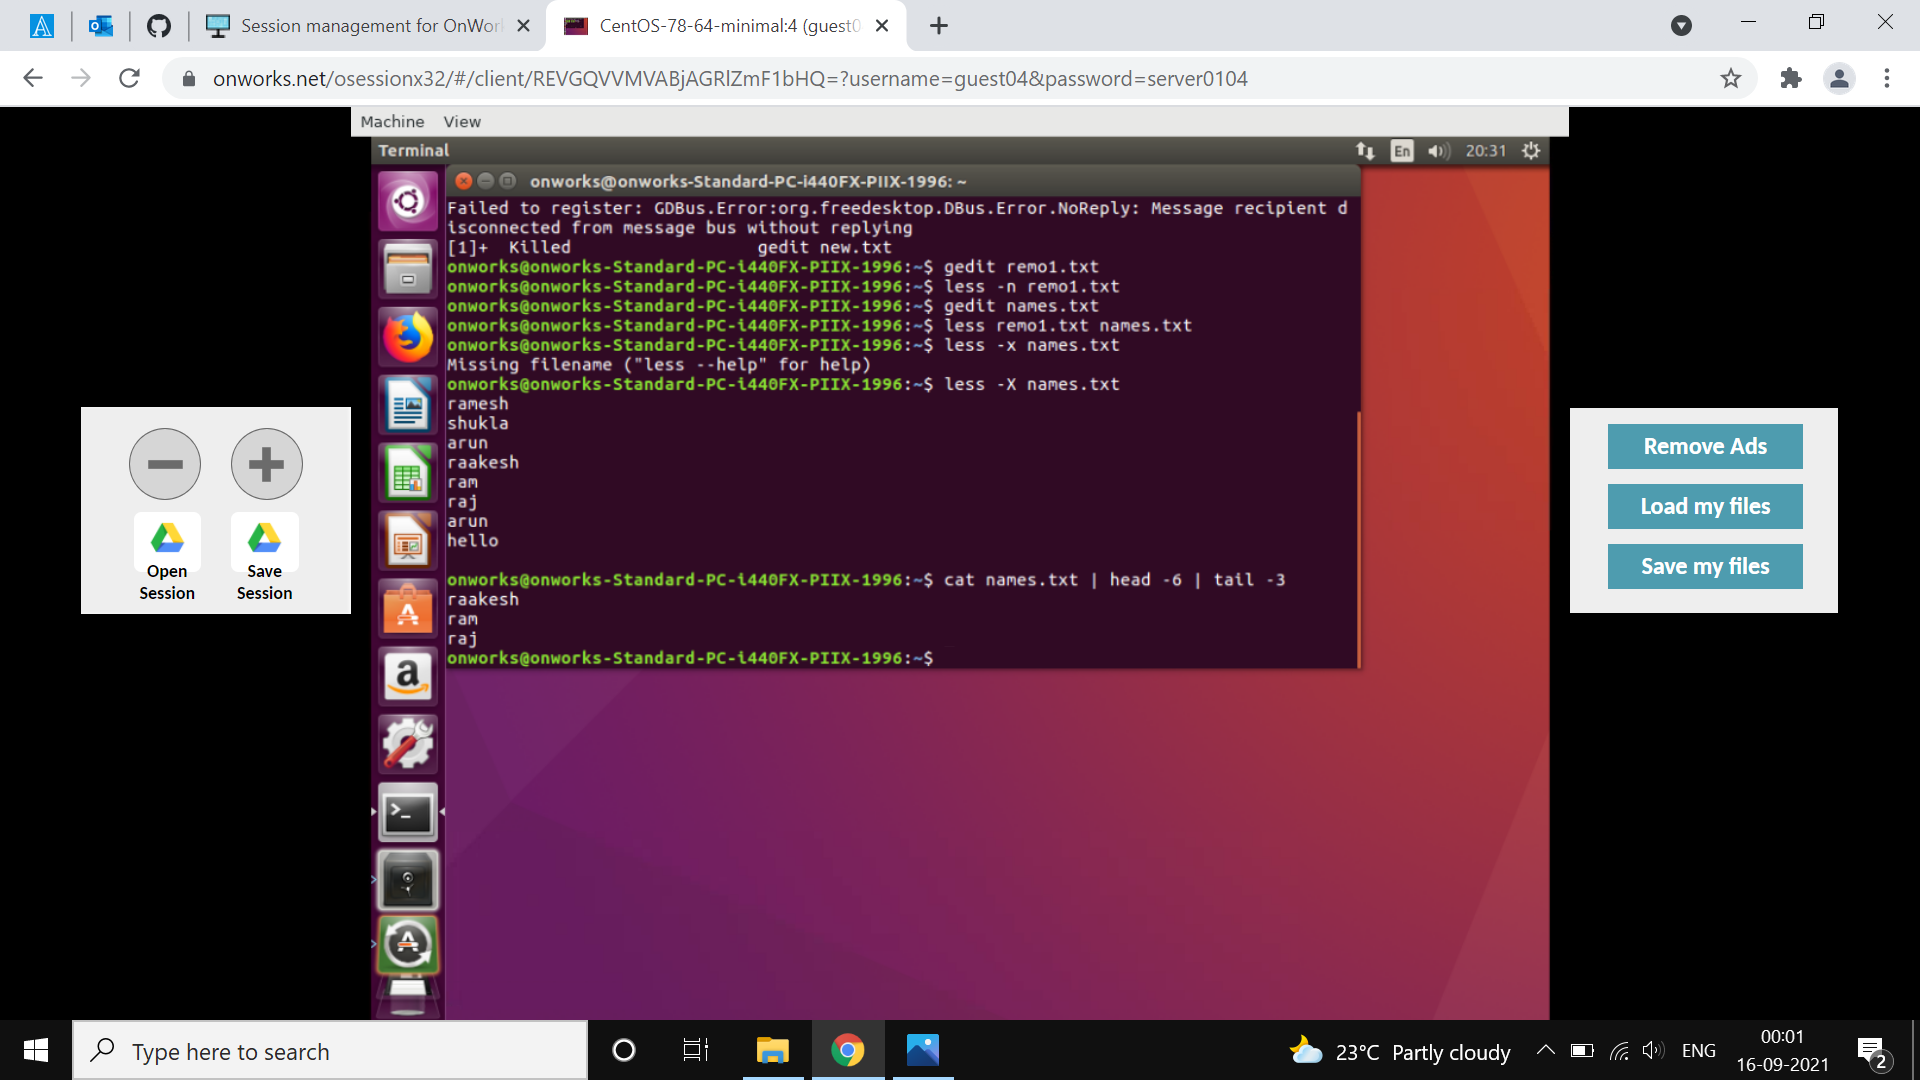 Session management for OnWor
CentOS-78-64-minimal:4 (guest0
onworks.net/osessionx32/#/client/REVGQVVMVABjAGRlZmF1bHQ=?username=guest04&password=server0104
Machine View
Terminal
En
20:31
onworks@onworks-Standard-PC-i440FX-PIIX-1996: ~
Failed to register: GDBus.Error:org.freedesktop.DBus.Error.NoReply: Message recipient d
isconnected from message bus without replying
[1]+  Killed                  gedit new.txt
onworks@onworks-Standard-PC-i440FX-PIIX-1996:~$ gedit remo1.txt
onworks@onworks-Standard-PC-i440FX-PIIX-1996:~$ less -n remo1.txt
onworks@onworks-Standard-PC-i440FX-PIIX-1996:~$ gedit names.txt
onworks@onworks-Standard-PC-i440FX-PIIX-1996:~$ less remo1.txt names.txt
onworks@onworks-Standard-PC-i440FX-PIIX-1996:~$ less -x names.txt
Missing filename ("less --help" for help)
onworks@onworks-Standard-PC-i440FX-PIIX-1996:~$ less -X names.txt
ramesh
shukla
arun
raakesh
ram
raj
arun
hello
onworks@onworks-Standard-PC-i440FX-PIIX-1996:~$ cat names.txt | head -6 | tail -3
raakesh
ram
raj
onworks@onworks-Standard-PC-i440FX-PIIX-1996:~$
Open
Session
Save
Session
Remove Ads
Load my files
Save my files
Type here to search
23°C Partly cloudy
ENG
00:01
16-09-2021
2